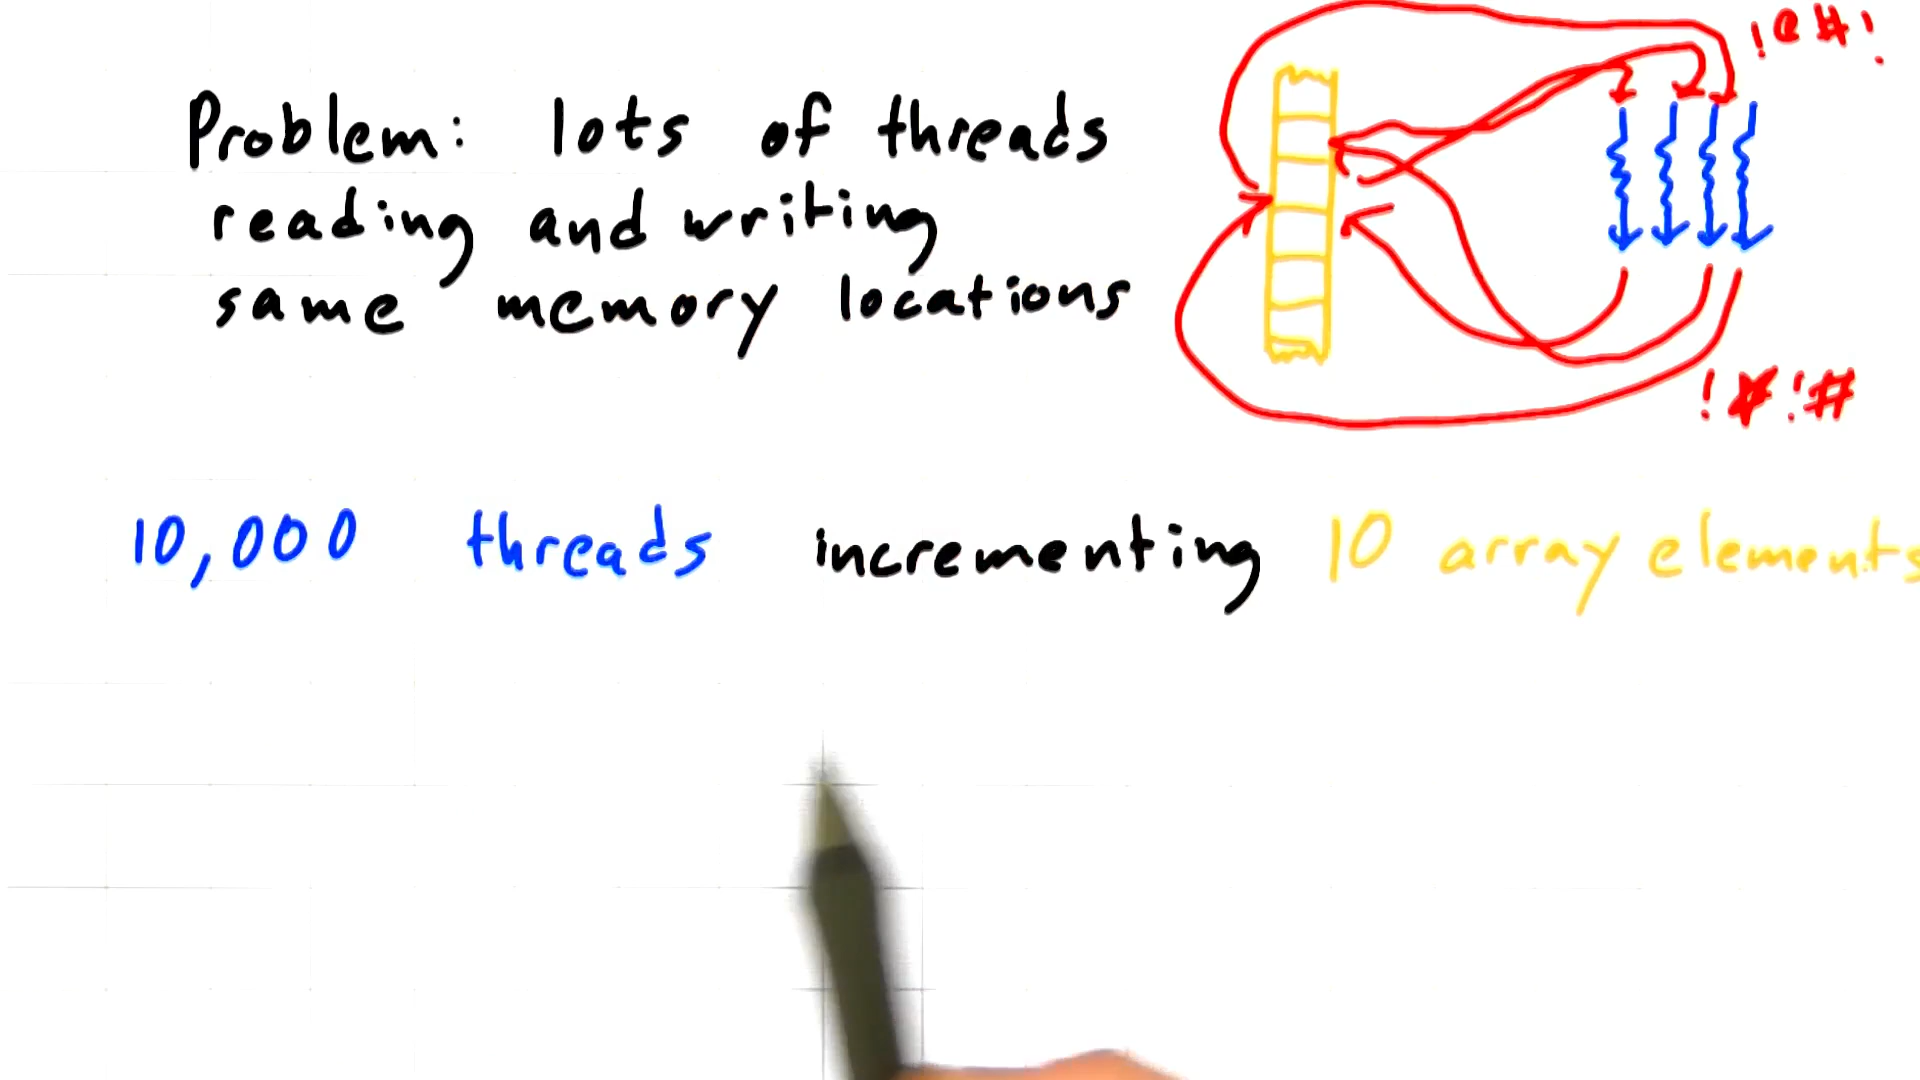 Problem: lots of threads
reading and writing
same memory locations
!@#!
!*!#
10,000 threads incrementing 10 array elements